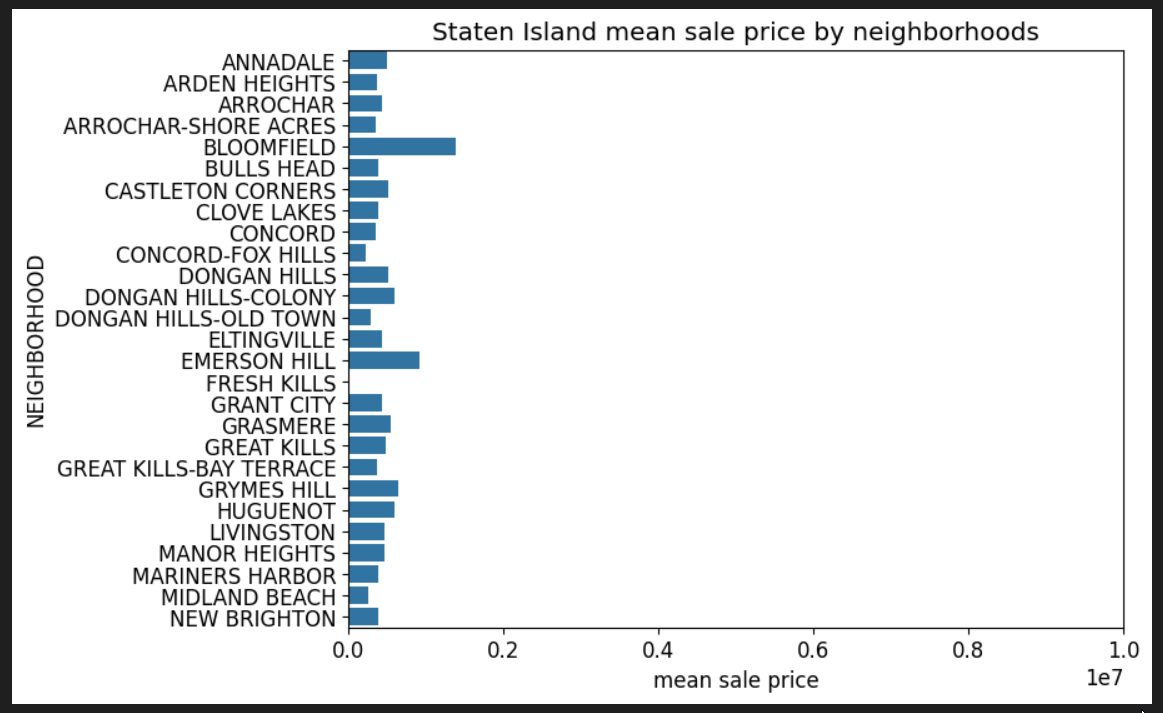 Staten Island mean sale price by neighborhoods
NEIGHBORHOOD
ANNADALE
ARDEN HEIGHTS
ARROCHAR
ARROCHAR-SHORE ACRES
BLOOMFIELD
BULLS HEAD
CASTLETON CORNERS
CLOVE LAKES
CONCORD
CONCORD-FOX HILLS
DONGAN HILLS
DONGAN HILLS-COLONY
DONGAN HILLS-OLD TOWN
ELTINGVILLE
EMERSON HILL
FRESH KILLS
GRANT CITY
GRASMERE
GREAT KILLS
GREAT KILLS-BAY TERRACE
GRYMES HILL
HUGUENOT
LIVINGSTON
MANOR HEIGHTS
MARINERS HARBOR
MIDLAND BEACH
NEW BRIGHTON
0.0 0.2 0.4 0.6 0.8 1.0
1e7
mean sale price